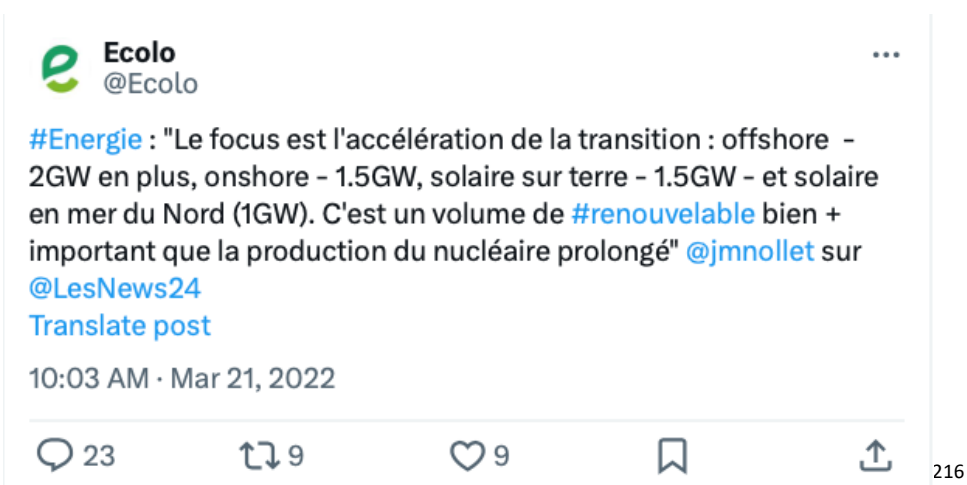 Ecolo
@Ecolo
#Energie : "Le focus est l'accélération de la transition : offshore -
2GW en plus, onshore - 1.5GW, solaire sur terre - 1.5GW - et solaire
en mer du Nord (1GW). C'est un volume de #renouvelable bien +
important que la production du nucléaire prolongé" @jmnollet sur
@LesNews24
Translate post
10:03 AM · Mar 21, 2022
23 9 9
216